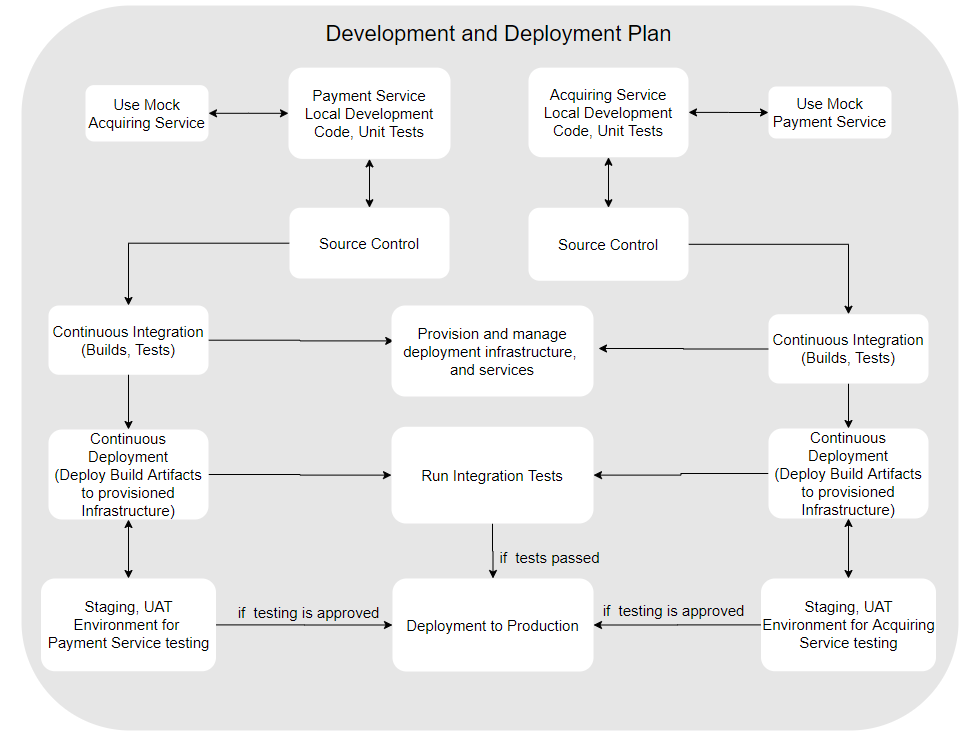 Development and Deployment Plan
Use Mock
Acquiring Service
Payment Service
Local Development
Code, Unit Tests
Acquiring Service
Local Development
Code, Unit Tests
Use Mock
Payment Service
Source Control
Source Control
Continuous Integration
(Builds, Tests)
Provision and manage
deployment infrastructure,
and services
Continuous Integration
(Builds, Tests)
Continuous
Deployment
(Deploy Build Artifacts
to provisioned
Infrastructure)
Run Integration Tests
Continuous
Deployment
(Deploy Build Artifacts
to provisioned
Infrastructure)
if tests passed
Staging, UAT
Environment for
Payment Service testing
if testing is approved
Deployment to Production
if testing is approved
Staging, UAT
Environment for Acquiring
Service testing